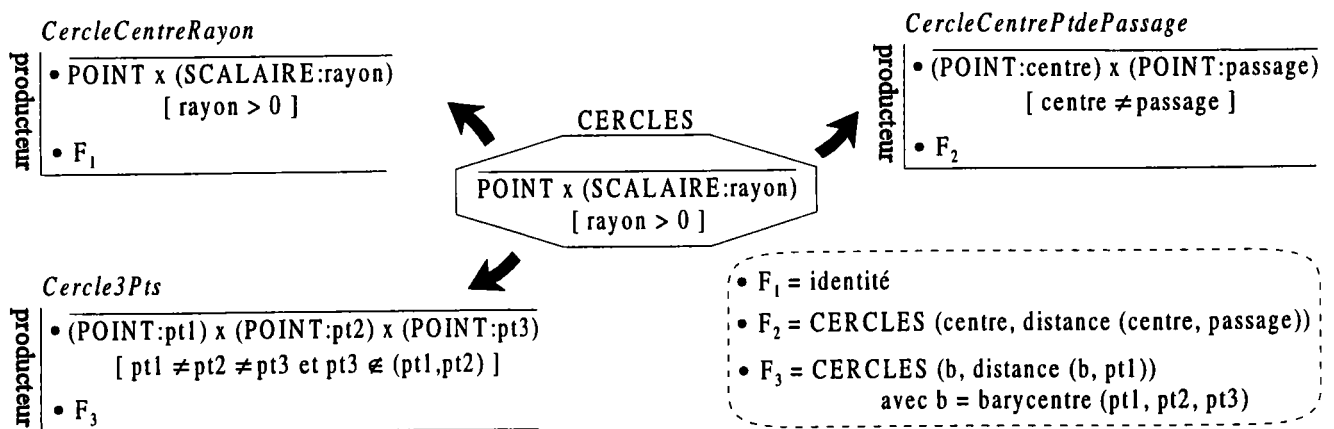 CercleCentreRayon
producteur
• POINT x (SCALAIRE:rayon)
[ rayon > 0 ]
• F₁
CercleCentrePtdePassage
producteur
• (POINT:centre) x (POINT:passage)
[ centre ≠ passage ]
• F₂
CERCLES
POINT x (SCALAIRE:rayon)
[ rayon > 0 ]
Cercle3Pts
producteur
• (POINT:pt1) x (POINT:pt2) x (POINT:pt3)
[ pt1 ≠ pt2 ≠ pt3 et pt3 ∉ (pt1,pt2) ]
• F₃
• F₁ = identité
• F₂ = CERCLES (centre, distance (centre, passage))
• F₃ = CERCLES (b, distance (b, pt1))
avec b = barycentre (pt1, pt2, pt3)